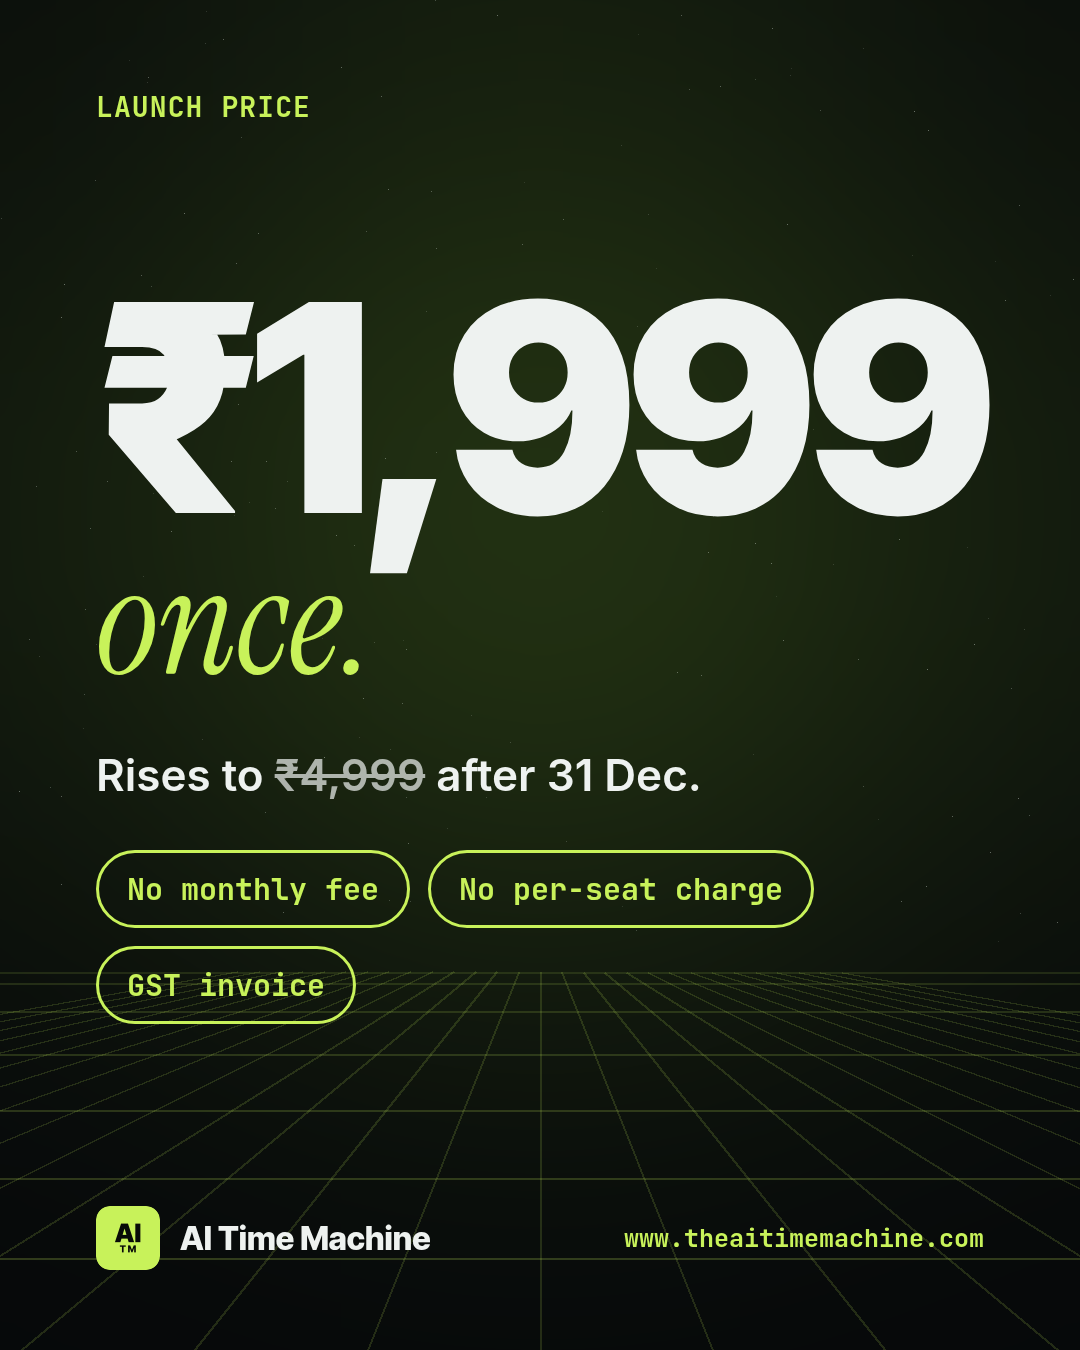 LAUNCH PRICE
₹1,999
once.
Rises to ₹4,999 after 31 Dec.
No monthly fee
No per-seat charge
GST invoice
AI
TM
AI Time Machine
www.theaitimemachine.com